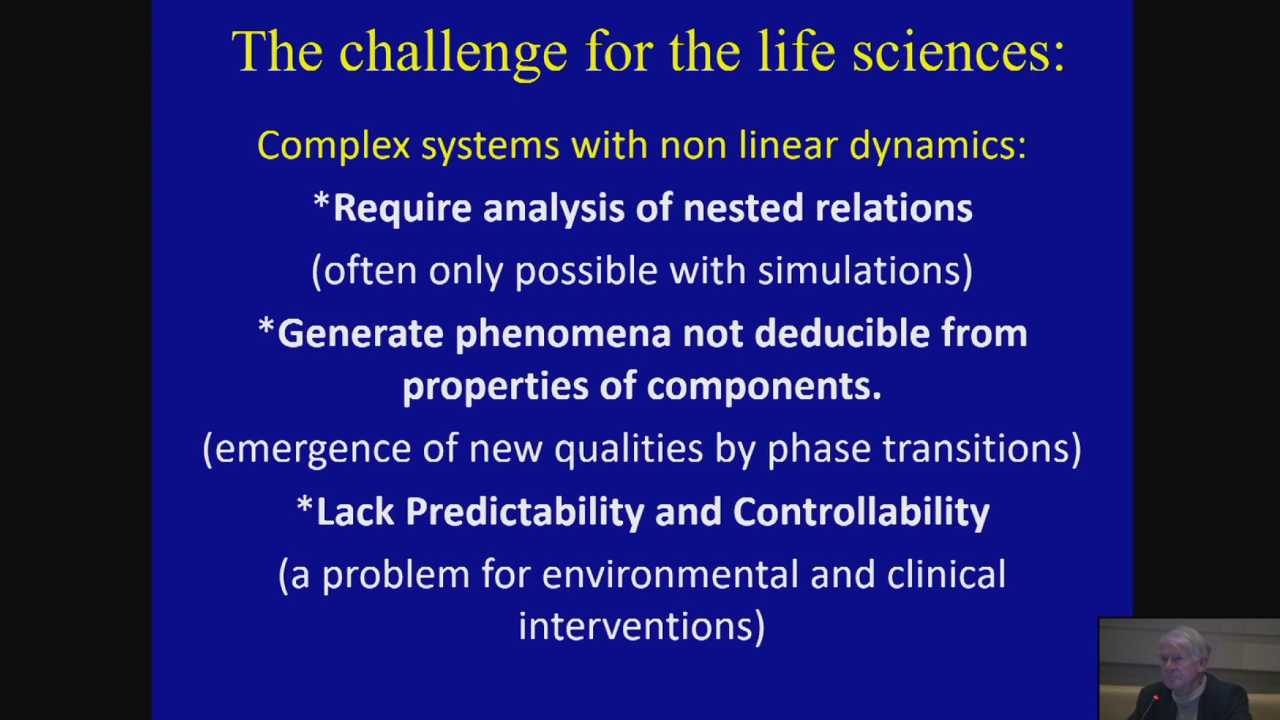 The challenge for the life sciences:
Complex systems with non linear dynamics:
*Require analysis of nested relations
(often only possible with simulations)
*Generate phenomena not deducible from
properties of components.
(emergence of new qualities by phase transitions)
*Lack Predictability and Controllability
(a problem for environmental and clinical
interventions)